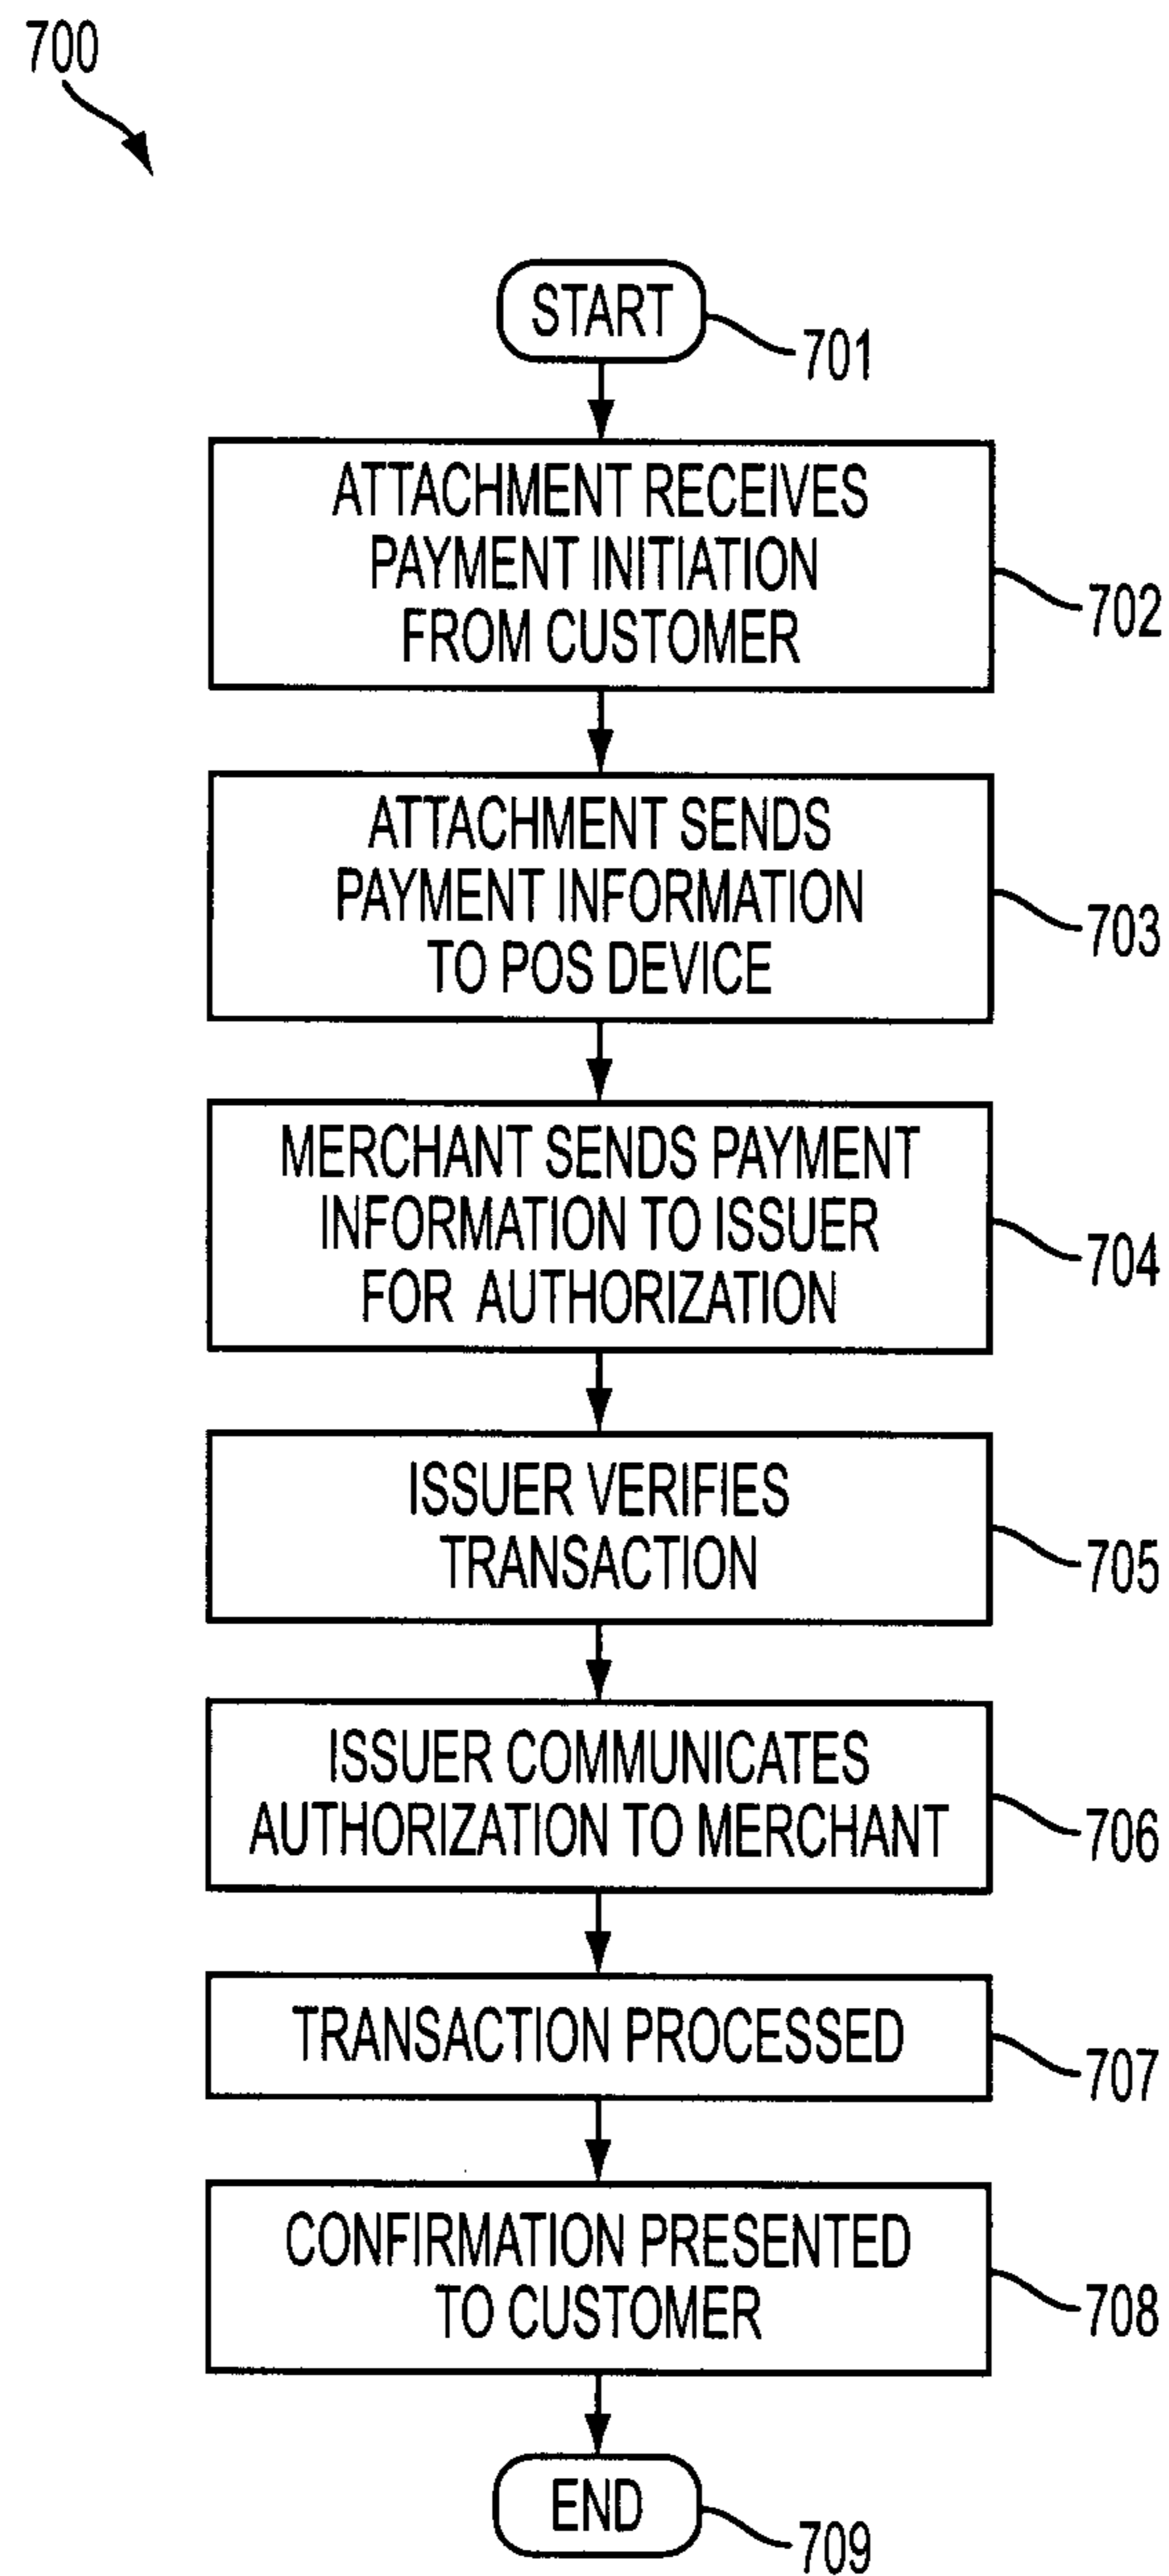 700
START
701
ATTACHMENT RECEIVES
PAYMENT INITIATION
FROM CUSTOMER
702
ATTACHMENT SENDS
PAYMENT INFORMATION
TO POS DEVICE
703
MERCHANT SENDS PAYMENT
INFORMATION TO ISSUER
FOR AUTHORIZATION
704
ISSUER VERIFIES
TRANSACTION
705
ISSUER COMMUNICATES
AUTHORIZATION TO MERCHANT
706
TRANSACTION PROCESSED
707
CONFIRMATION PRESENTED
TO CUSTOMER
708
END
709